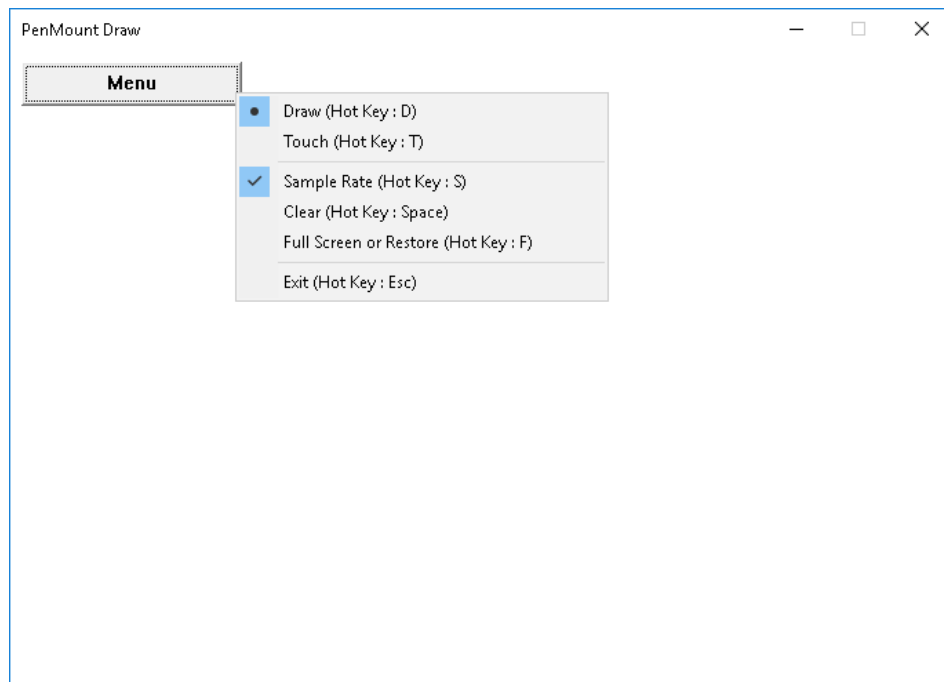 PenMount Draw
Menu
Draw (Hot Key : D)
Touch (Hot Key : T)
Sample Rate (Hot Key : S)
Clear (Hot Key : Space)
Full Screen or Restore (Hot Key : F)
Exit (Hot Key : Esc)